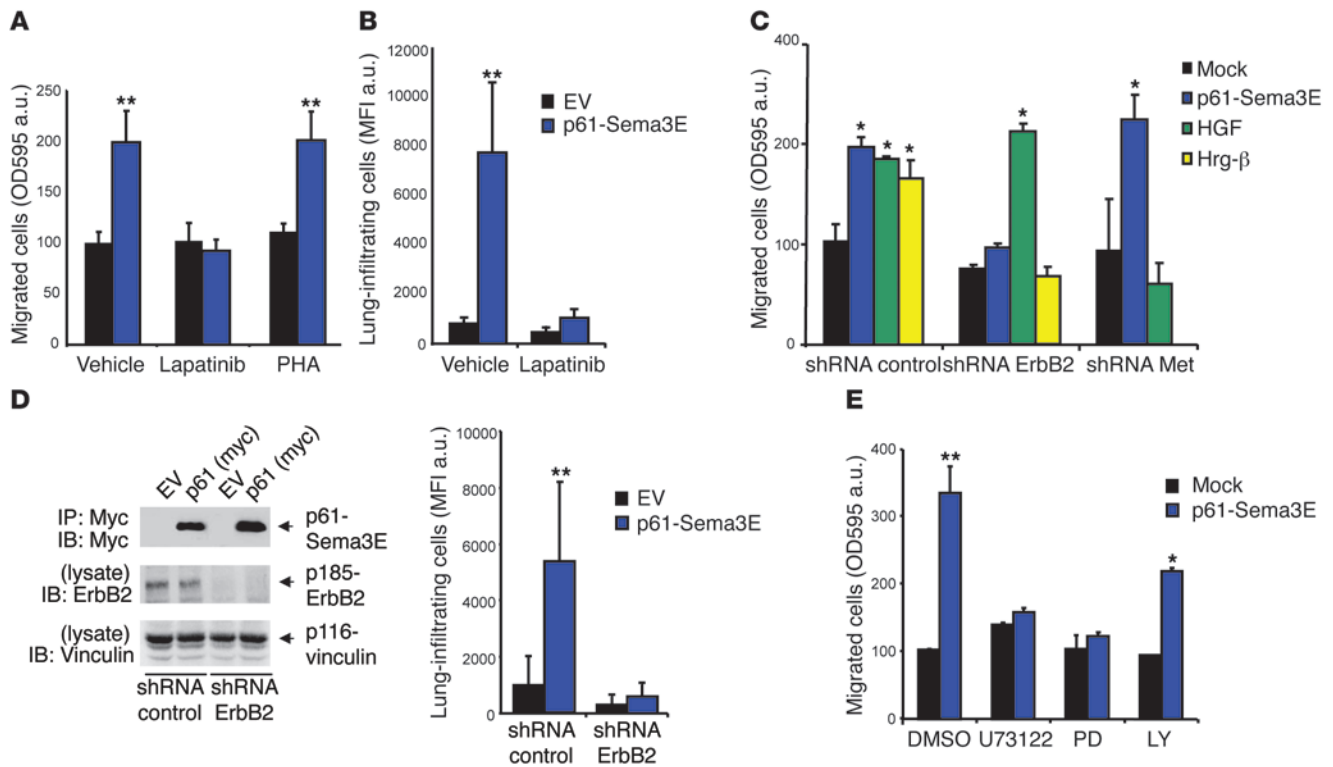 A
Migrated cells (OD595 a.u.)
250
200
150
100
50
0
**
**
Vehicle Lapatinib PHA
B
Lung-infiltrating cells (MFI a.u.)
12000
10000
8000
6000
4000
2000
0
**
EV
p61-Sema3E
Vehicle Lapatinib
C
Migrated cells (OD595 a.u.)
400
200
200
0
* * *
*
*
Mock
p61-Sema3E
HGF
Hrg-β
shRNA control shRNA ErbB2 shRNA Met
D
EV p61 (myc) EV p61 (myc)
IP: Myc
IB: Myc
p61-
Sema3E
(lysate)
IB: ErbB2
p185-
ErbB2
(lysate)
IB: Vinculin
p116-
vinculin
shRNA control
shRNA ErbB2
Lung-infiltrating cells (MFI a.u.)
10000
8000
6000
4000
2000
0
**
EV
p61-Sema3E
shRNA control
shRNA ErbB2
E
Migrated cells (OD595 a.u.)
400
300
200
100
0
**
*
Mock
p61-Sema3E
DMSO U73122 PD LY